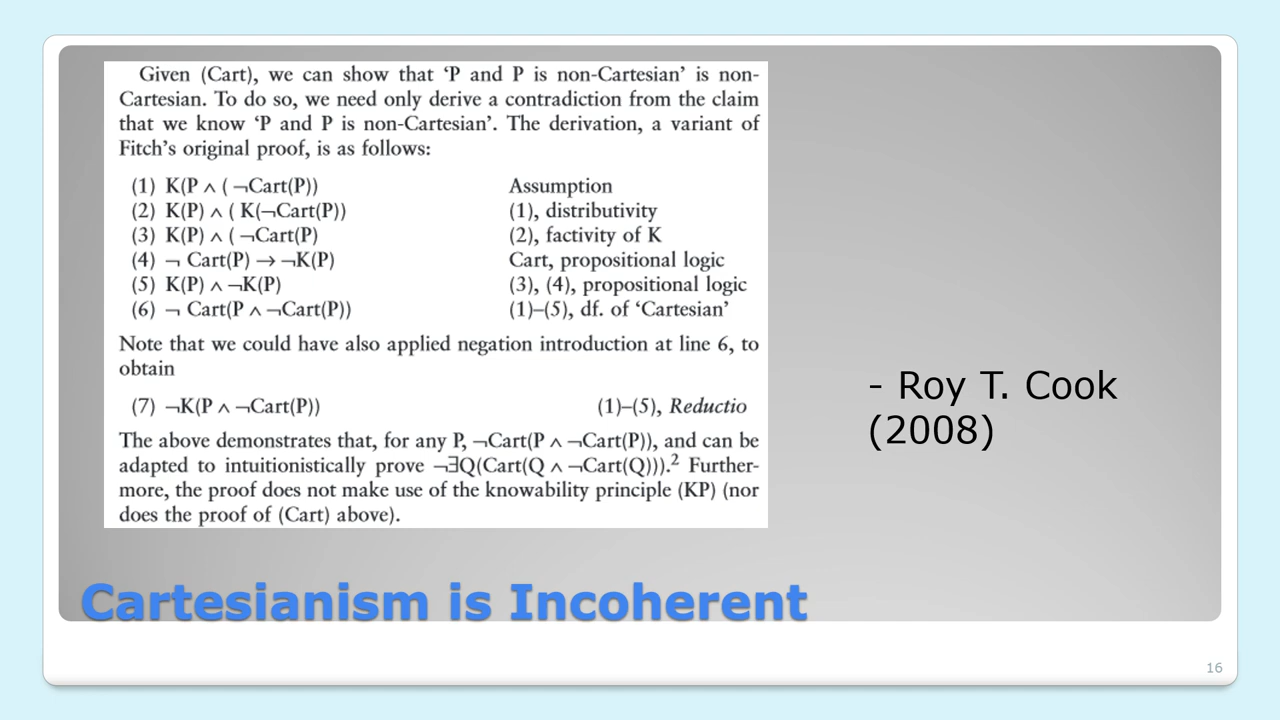 Given (Cart), we can show that ‘P and P is non-Cartesian’ is non-
Cartesian. To do so, we need only derive a contradiction from the claim
that we know ‘P and P is non-Cartesian’. The derivation, a variant of
Fitch’s original proof, is as follows:
(1) K(P ∧ ( ¬Cart(P)) Assumption
(2) K(P) ∧ ( K(¬Cart(P)) (1), distributivity
(3) K(P) ∧ ( ¬Cart(P) (2), factivity of K
(4) ¬ Cart(P) → ¬K(P) Cart, propositional logic
(5) K(P) ∧ ¬K(P) (3), (4), propositional logic
(6) ¬ Cart(P ∧ ¬Cart(P)) (1)–(5), df. of ‘Cartesian’
Note that we could have also applied negation introduction at line 6, to
obtain
(7) ¬K(P ∧ ¬Cart(P)) (1)–(5), Reductio
The above demonstrates that, for any P, ¬Cart(P ∧ ¬Cart(P)), and can be
adapted to intuitionistically prove ¬∃Q(Cart(Q ∧ ¬Cart(Q))).² Further-
more, the proof does not make use of the knowability principle (KP) (nor
does the proof of (Cart) above).
- Roy T. Cook
(2008)
Cartesianism is Incoherent
16